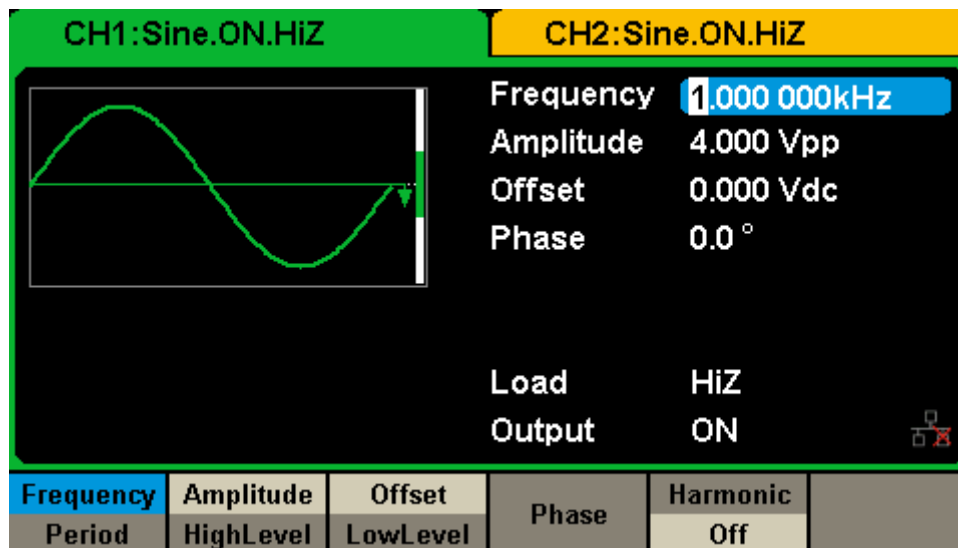 CH1:Sine.ON.HiZ CH2:Sine.ON.HiZ
Frequency 1.000 000kHz
Amplitude 4.000 Vpp
Offset 0.000 Vdc
Phase 0.0 °
Load HiZ
Output ON
Frequency Amplitude Offset Phase Harmonic
Period HighLevel LowLevel Off